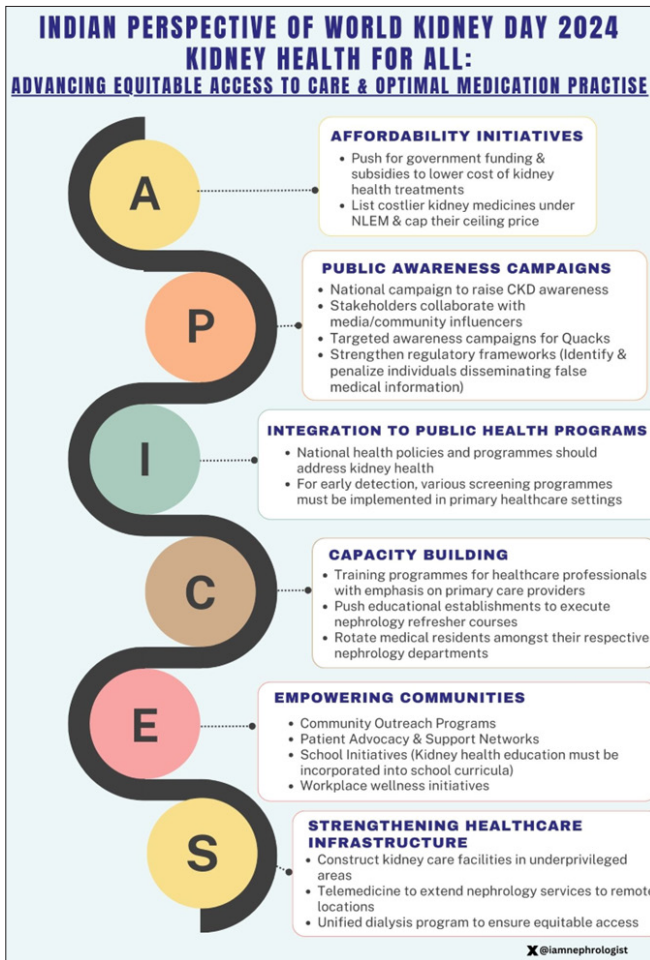 INDIAN PERSPECTIVE OF WORLD KIDNEY DAY 2024
KIDNEY HEALTH FOR ALL:
ADVANCING EQUITABLE ACCESS TO CARE & OPTIMAL MEDICATION PRACTISE
A
AFFORDABILITY INITIATIVES
• Push for government funding &
subsidies to lower cost of kidney
health treatments
• List costlier kidney medicines under
NLEM & cap their ceiling price
P
PUBLIC AWARENESS CAMPAIGNS
• National campaign to raise CKD awareness
• Stakeholders collaborate with
media/community influencers
• Targeted awareness campaigns for Quacks
• Strengthen regulatory frameworks (Identify &
penalize individuals disseminating false
medical information)
I
INTEGRATION TO PUBLIC HEALTH PROGRAMS
• National health policies and programmes should
address kidney health
• For early detection, various screening programmes
must be implemented in primary healthcare settings
C
CAPACITY BUILDING
• Training programmes for healthcare professionals
with emphasis on primary care providers
• Push educational establishments to execute
nephrology refresher courses
• Rotate medical residents amongst their respective
nephrology departments
E
EMPOWERING COMMUNITIES
• Community Outreach Programs
• Patient Advocacy & Support Networks
• School Initiatives (Kidney health education must be
incorporated into school curricula)
• Workplace wellness initiatives
S
STRENGTHENING HEALTHCARE
INFRASTRUCTURE
• Construct kidney care facilities in underprivileged
areas
• Telemedicine to extend nephrology services to remote
locations
• Unified dialysis program to ensure equitable access
X @iamnephrologist